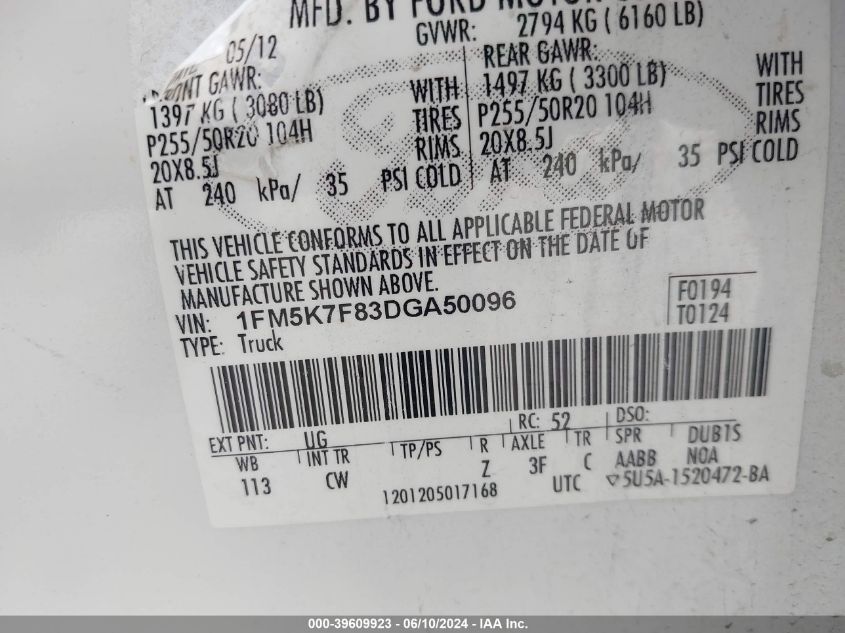 MFD. BY FORD MOTOR
05/12
GVWR: 2794 KG ( 6160 LB)
FRONT GAWR:
1397 KG ( 3080 LB)
P255/50R20 104H
20X8.5J
AT 240 kPa/ 35 PSI COLD
WITH
TIRES
RIMS
REAR GAWR:
1497 KG ( 3300 LB)
P255/50R20 104H
20X8.5J
AT 240 kPa/ 35 PSI COLD
WITH
TIRES
RIMS
THIS VEHICLE CONFORMS TO ALL APPLICABLE FEDERAL MOTOR
VEHICLE SAFETY STANDARDS IN EFFECT ON THE DATE OF
MANUFACTURE SHOWN ABOVE.
VIN: 1FM5K7F83DGA50096
TYPE: Truck
F0194
T0124
EXT PNT: UG RC: 52 DSO:
WB INT TR TP/PS R AXLE TR SPR DUB1S
113 CW Z 3F C AABB NOA
1201205017168 UTC ▽5U5A-1520472-BA
000-39609923 - 06/10/2024 - IAA Inc.